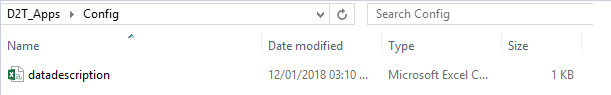 D2T_Apps Config Search Config
Name Date modified Type Size
datadescription 12/01/2018 03:10 ... Microsoft Excel C... 1 KB